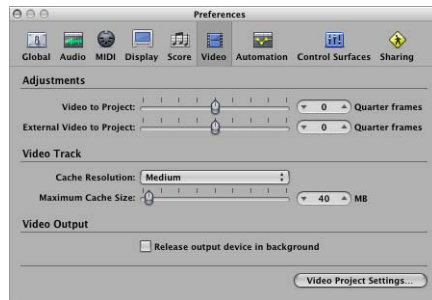 Preferences
Global Audio MIDI Display Score Video Automation Control Surfaces Sharing
Adjustments
Video to Project: 0 Quarter frames
External Video to Project: 0 Quarter frames
Video Track
Cache Resolution: Medium
Maximum Cache Size: 40 MB
Video Output
Release output device in background
Video Project Settings...